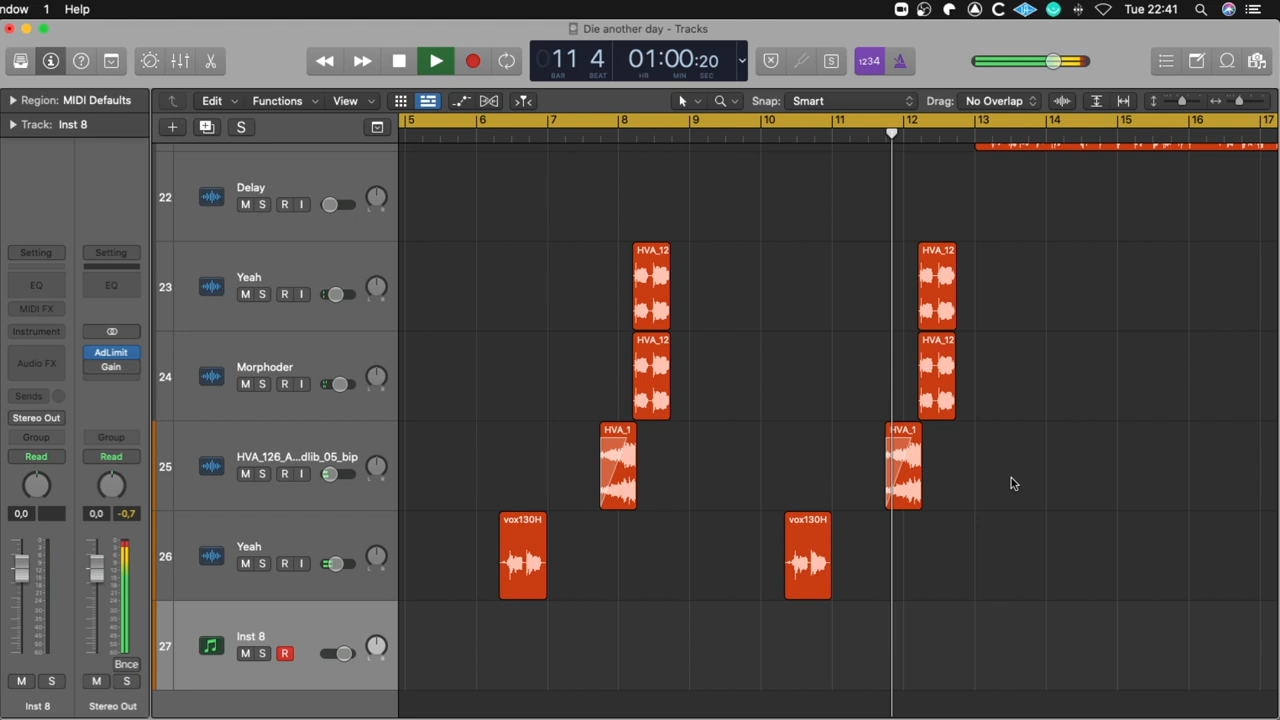 ndow 1 Help
Tue 22:41
Die another day - Tracks
011 4
BAR BEAT
01:00:20
HR MIN SEC
1234
Region: MIDI Defaults
Edit Functions View
Snap: Smart
Drag: No Overlap
Track: Inst 8
S
5 6 7 8 9 10 11 12 13 14 15 16 17
22 Delay
M S R I
Setting Setting
EQ EQ
MIDI FX
Instrument
Audio FX
AdLimit
Gain
Sends
Stereo Out
Group Group
Read Read
0,0 0,0 -0,7
Bnce
M S M S
Inst 8 Stereo Out
23 Yeah
M S R I
HVA_12 HVA_12
24 Morphoder
M S R I
HVA_12 HVA_12
25 HVA_126_A...dlib_05_bip
M S R I
HVA_1 HVA_1
26 Yeah
M S R I
vox130H vox130H
27 Inst 8
M S R